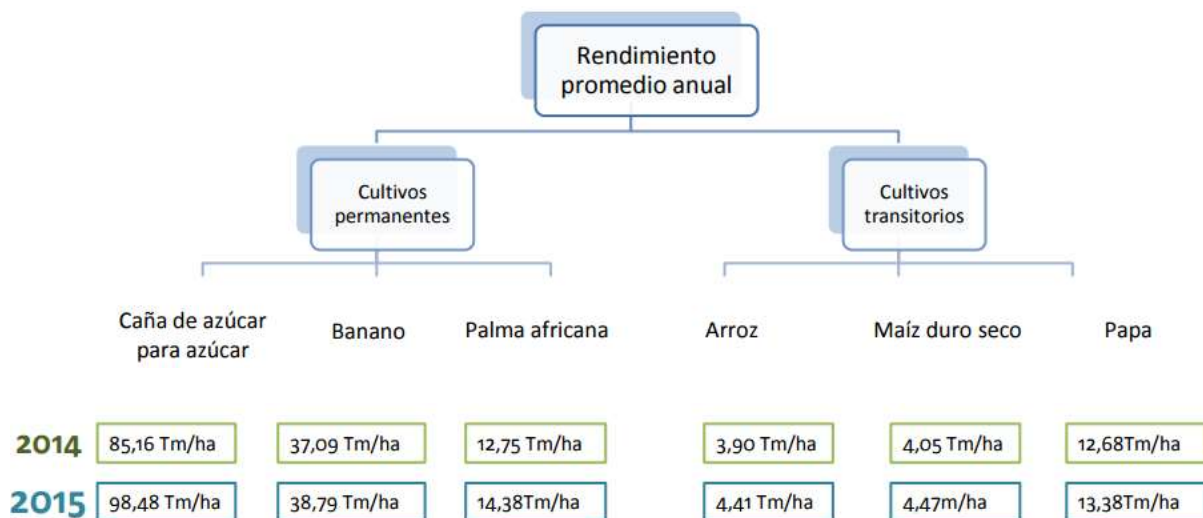 Rendimiento
promedio anual
Cultivos
permanentes
Cultivos
transitorios
Caña de azúcar
para azúcar
Banano
Palma africana
Arroz
Maíz duro seco
Papa
2014 85,16 Tm/ha 37,09 Tm/ha 12,75 Tm/ha 3,90 Tm/ha 4,05 Tm/ha 12,68Tm/ha
2015 98,48 Tm/ha 38,79 Tm/ha 14,38Tm/ha 4,41 Tm/ha 4,47m/ha 13,38Tm/ha